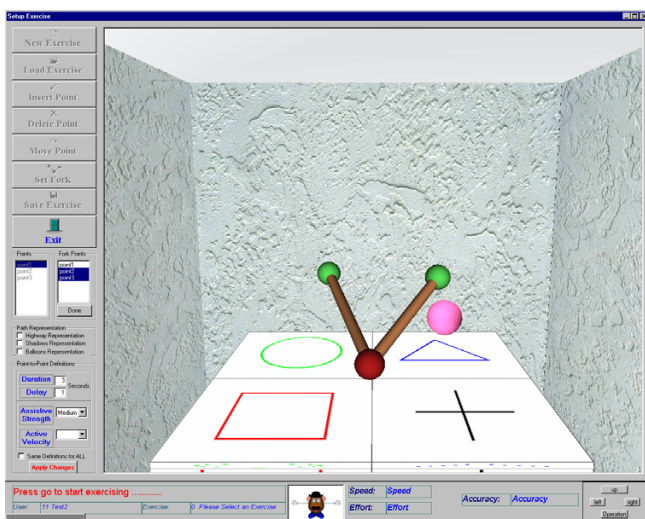 Setup Exercise
New Exercise
Load Exercise
Insert Point
Delete Point
Move Point
Set Fork
Save Exercise
Exit
Points
Fork Points
point1
point2
point3
point1
point2
point3
Done
Path Representation
Highway Representation
Shadows Representation
Balloons Representation
Point-to-Point Definitions
Duration 3 Seconds
Delay 1
Assistive Strength Medium
Active Velocity
Same Definitions for ALL
Apply Changes
Press go to start exercising ............
User: 11 Test2 Exercise: 0 Please Select an Exercise
Speed: Speed
Effort: Effort
Accuracy: Accuracy
up
left right
Operation